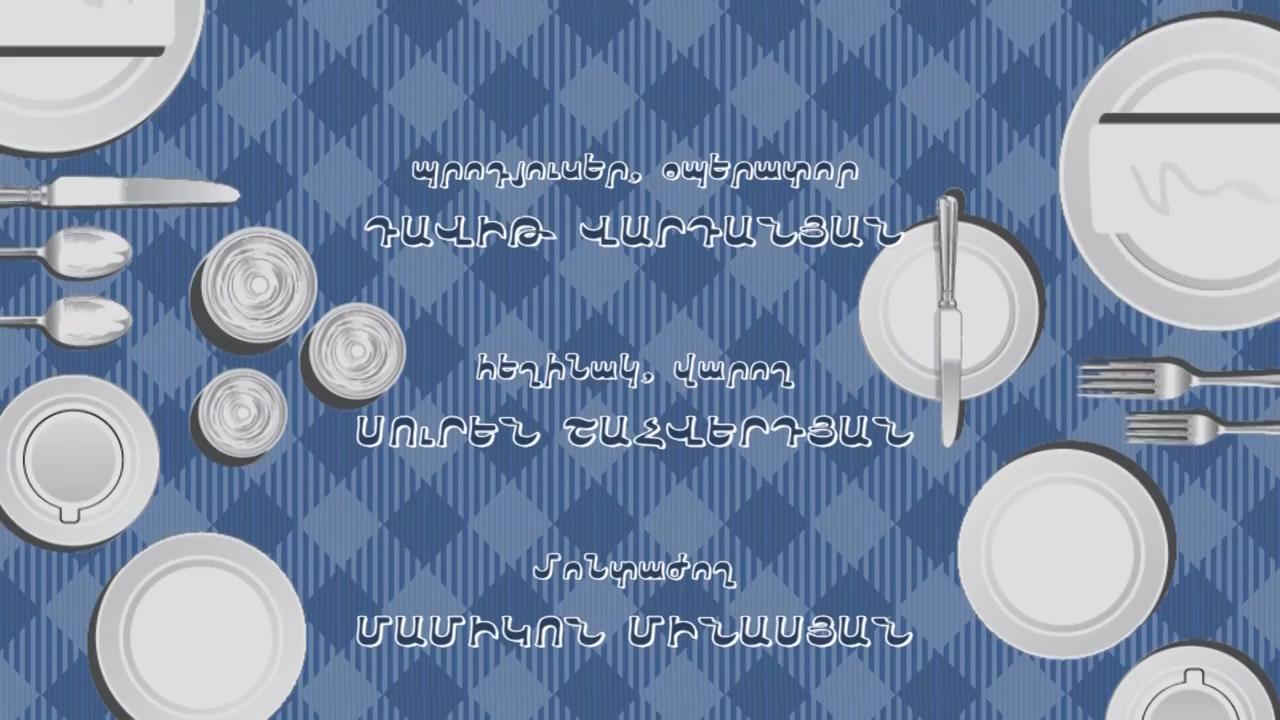 պրոդյուսեր, օպերատոր
ԴԱՎԻԹ ՎԱՐԴԱՆՅԱՆ
հեղինակ, վարող
ՍՈՒՐԵՆ ՇԱՀՎԵՐԴՅԱՆ
Մոնտաժող
ՄԱՄԻԿՈՆ ՄԻՆԱՍՅԱՆ